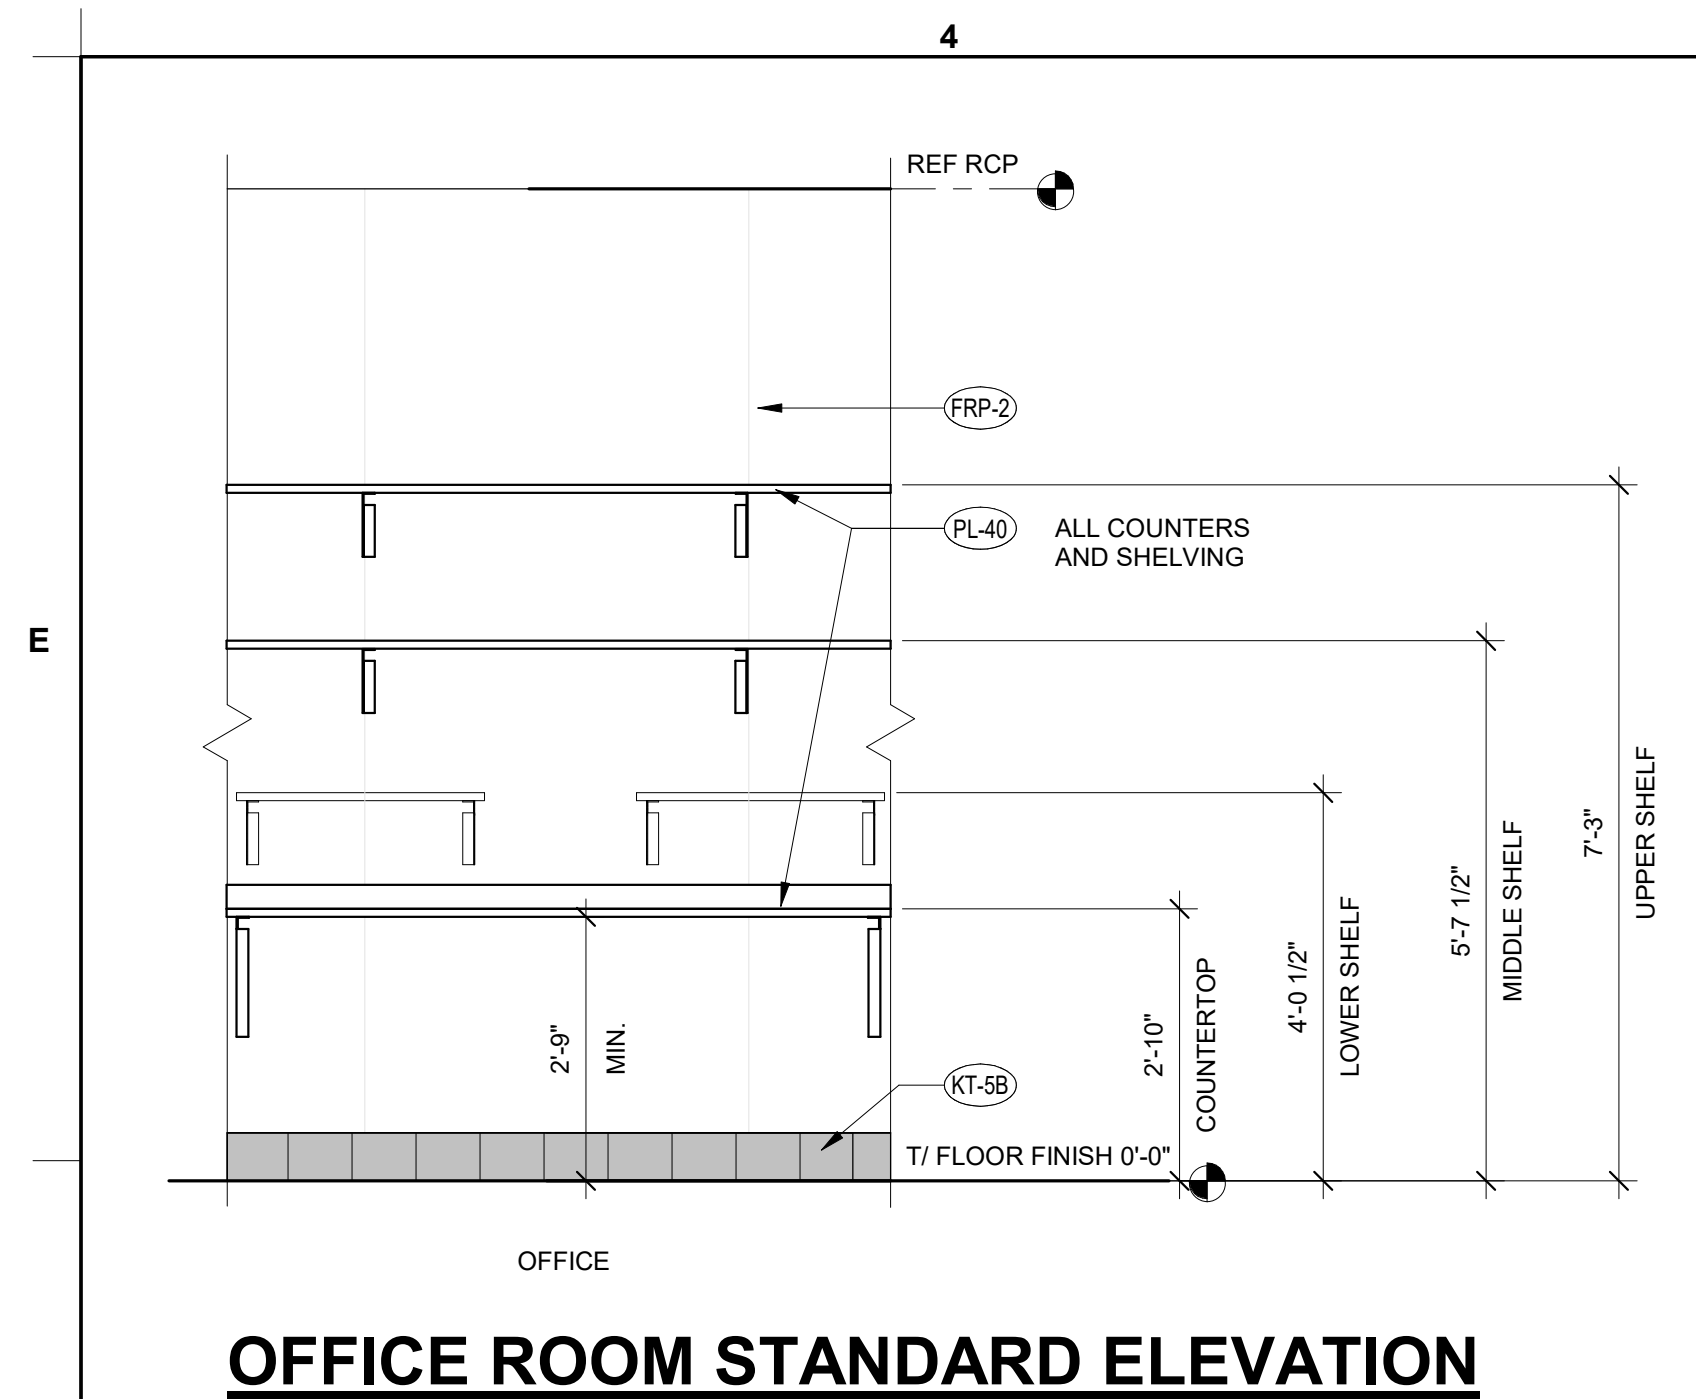 4
REF RCP
FRP-2
PL-40
ALL COUNTERS
AND SHELVING
E
7'-3"
UPPER SHELF
5'-7 1/2"
MIDDLE SHELF
4'-0 1/2"
LOWER SHELF
2'-10"
COUNTERTOP
2'-9"
MIN.
KT-5B
T/ FLOOR FINISH 0'-0"
OFFICE
OFFICE ROOM STANDARD ELEVATION